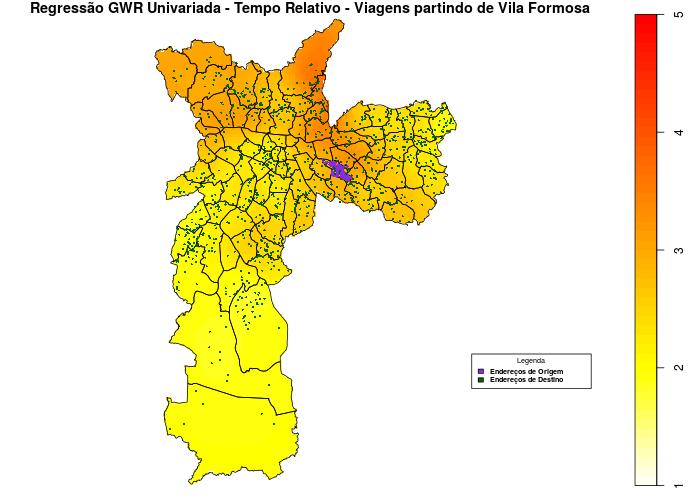 Regressão GWR Univariada - Tempo Relativo - Viagens partindo de Vila Formosa
5
4
3
2
1
Legenda
Endereços de Origem
Endereços de Destino